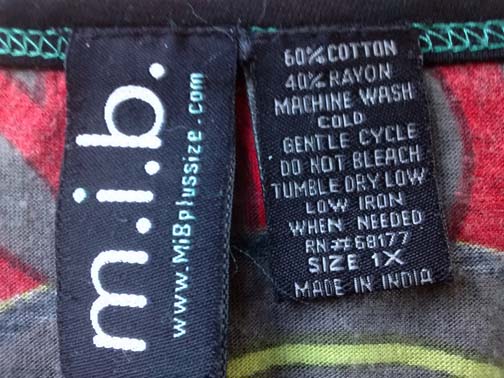 m.i.b.
www.MiBplussize.com
60% COTTON
40% RAYON
MACHINE WASH
COLD
GENTLE CYCLE
DO NOT BLEACH
TUMBLE DRY LOW
LOW IRON
WHEN NEEDED
RN#68177
SIZE 1X
MADE IN INDIA